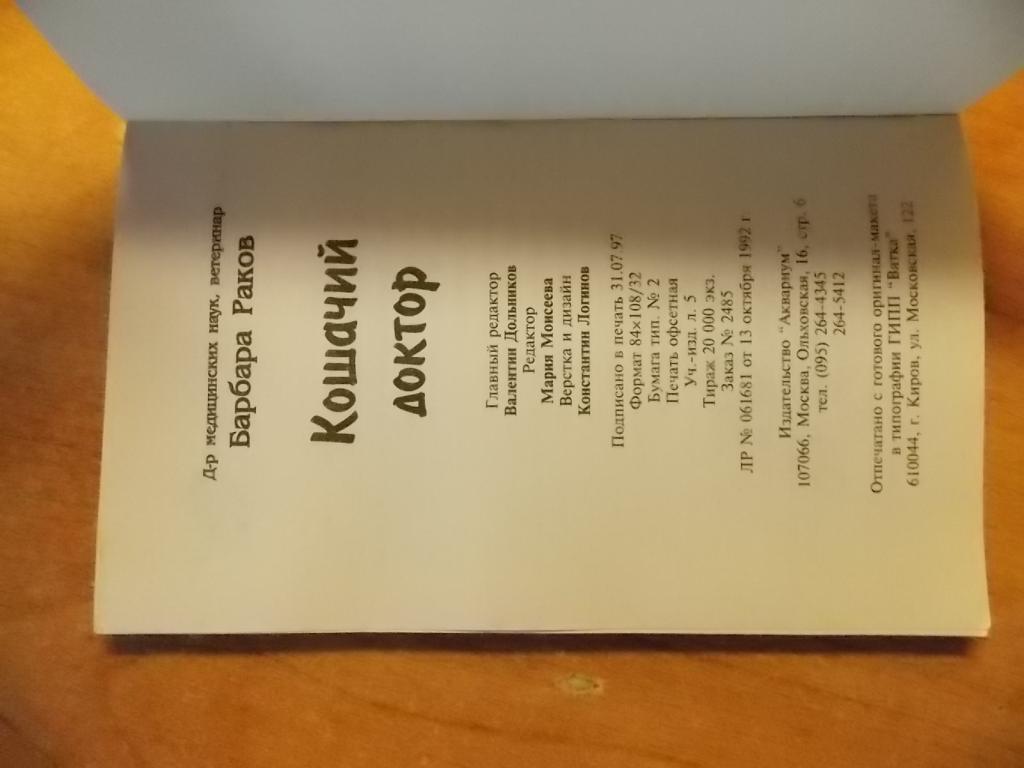 Д-р медицинских наук, ветеринар
Барбара Раков
Кошачий
доктор
Главный редактор
Валентин Дольников
Редактор
Мария Моисеева
Верстка и дизайн
Константин Логинов
Подписано в печать 31.07.97
Формат 84×108/32
Бумага тип. № 2
Печать офсетная
Уч.-изд. л. 5
Тираж 20 000 экз.
Заказ № 2485
ЛР № 061681 от 13 октября 1992 г.
Издательство "Аквариум"
107066, Москва, Ольховская, 16, стр. 6
тел. (095) 264-4345
264-5412
Отпечатано с готового оригинал-макета
в типографии ГИПП "Вятка"
610044, г. Киров, ул. Московская, 122